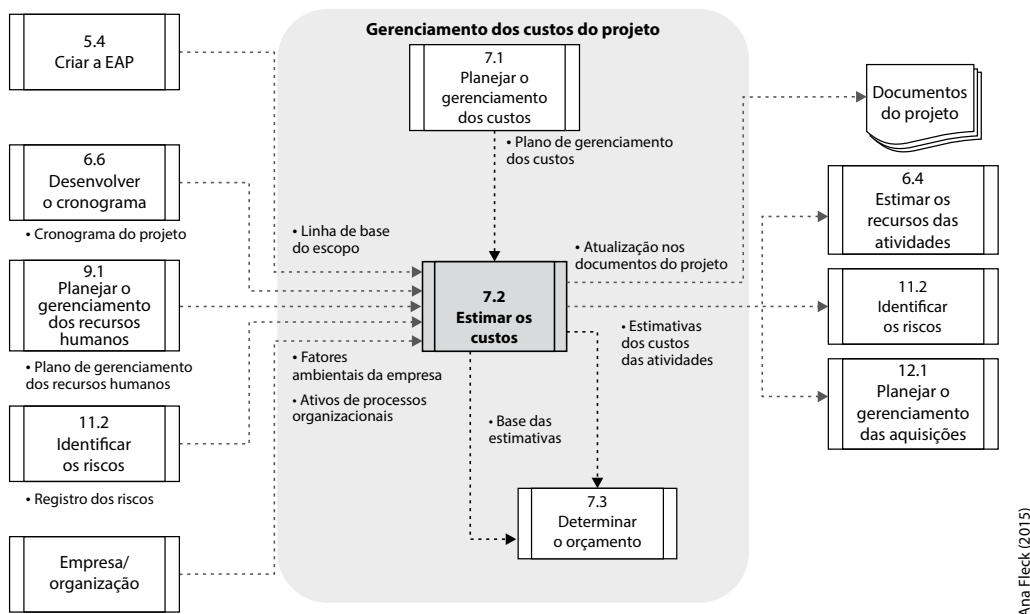 Gerenciamento dos custos do projeto
5.4
Criar a EAP
6.6
Desenvolver
o cronograma
• Cronograma do projeto
9.1
Planejar o
gerenciamento
dos recursos
humanos
• Plano de gerenciamento
dos recursos humanos
11.2
Identificar
os riscos
• Registro dos riscos
Empresa/
organização
7.1
Planejar o
gerenciamento
dos custos
• Plano de gerenciamento
dos custos
• Linha de base
do escopo
• Atualização nos
documentos do projeto
7.2
Estimar os
custos
• Fatores
ambientais da empresa
• Ativos de processos
organizacionais
• Estimativas
dos custos
das atividades
• Base das
estimativas
7.3
Determinar
o orçamento
Documentos
do projeto
6.4
Estimar os
recursos das
atividades
11.2
Identificar
os riscos
12.1
Planejar o
gerenciamento
das aquisições
Ana Fleck (2015)